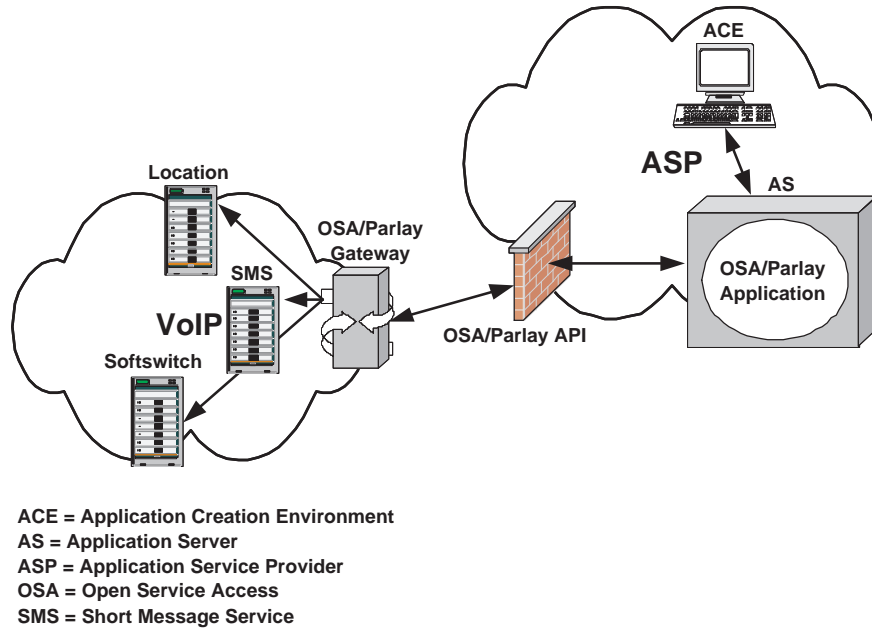 ACE
ASP
AS
Location
OSA/Parlay
Gateway
SMS
VoIP
Softswitch
OSA/Parlay API
OSA/Parlay
Application
ACE = Application Creation Environment
AS = Application Server
ASP = Application Service Provider
OSA = Open Service Access
SMS = Short Message Service